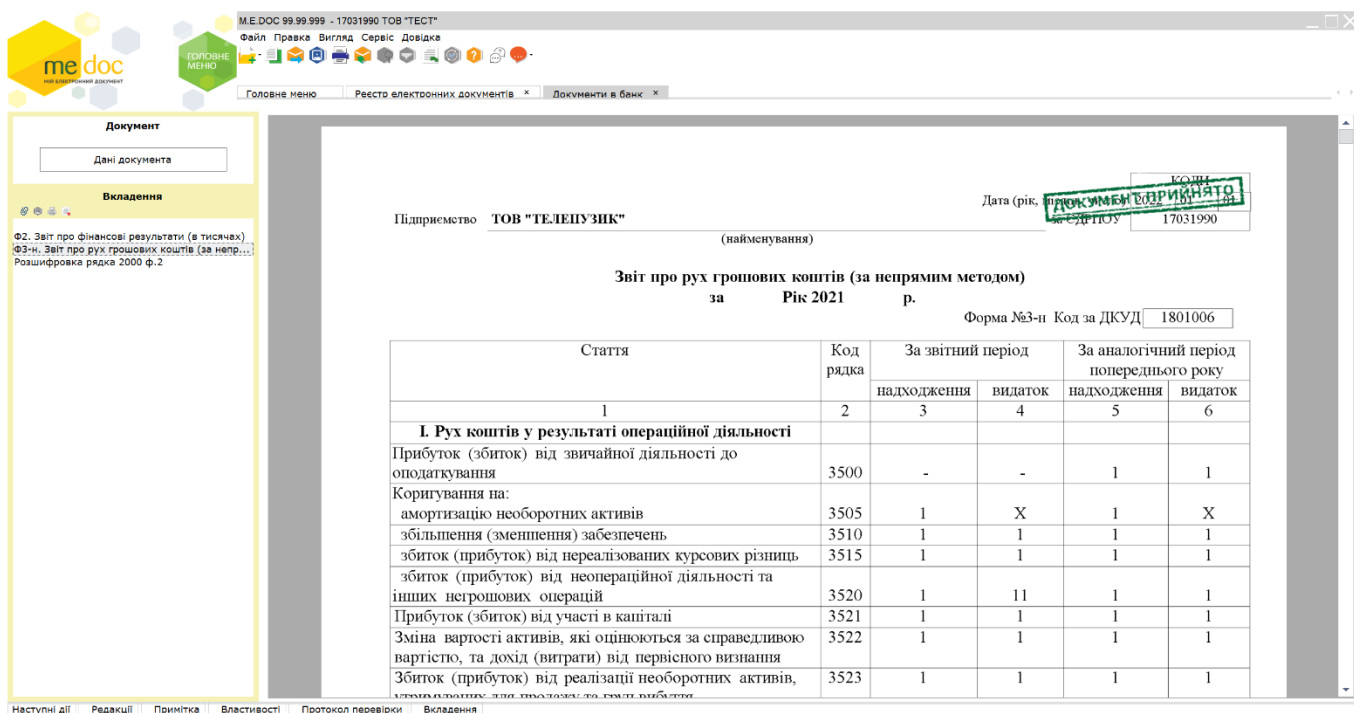 M.E.DOC 99.99.999 - 17031990 ТОВ "ТЕСТ"
Файл Правка Вигляд Сервіс Довідка
me doc
МІЙ ЕЛЕКТРОННИЙ ДОКУМЕНТ
ГОЛОВНЕ МЕНЮ
Головне меню Реєстр електронних документів × Документи в банк ×
Документ
Дані документа
Вкладення
Ф2. Звіт про фінансові результати (в тисячах)
Ф3-н. Звіт про рух грошових коштів (за непр...
Розшифровка рядка 2000 ф.2
КОДИ
ДОКУМЕНТ ПРИЙНЯТО
Дата (рік, 2022 01 01
Підприємство ТОВ "ТЕЛЕПУЗИК" за ЄДРПОУ 17031990
(найменування)
Звіт про рух грошових коштів (за непрямим методом)
за Рік 2021 р.
Форма №3-н Код за ДКУД 1801006
Стаття Код рядка За звітний період За аналогічний період попереднього року
надходження видаток надходження видаток
1 2 3 4 5 6
І. Рух коштів у результаті операційної діяльності
Прибуток (збиток) від звичайної діяльності до
оподаткування 3500 - - 1 1
Коригування на:
амортизацію необоротних активів 3505 1 X 1 X
збільшення (зменшення) забезпечень 3510 1 1 1 1
збиток (прибуток) від нереалізованих курсових різниць 3515 1 1 1 1
збиток (прибуток) від неопераційної діяльності та
інших негрошових операцій 3520 1 11 1 1
Прибуток (збиток) від участі в капіталі 3521 1 1 1 1
Зміна вартості активів, які оцінюються за справедливою 3522 1 1 1 1
вартістю, та дохід (витрати) від первісного визнання
Збиток (прибуток) від реалізації необоротних активів, 3523 1 1 1 1
утримуваних для продажу та груп вибуття
Наступні дії Редакції Примітка Властивості Протокол перевірки Вкладення